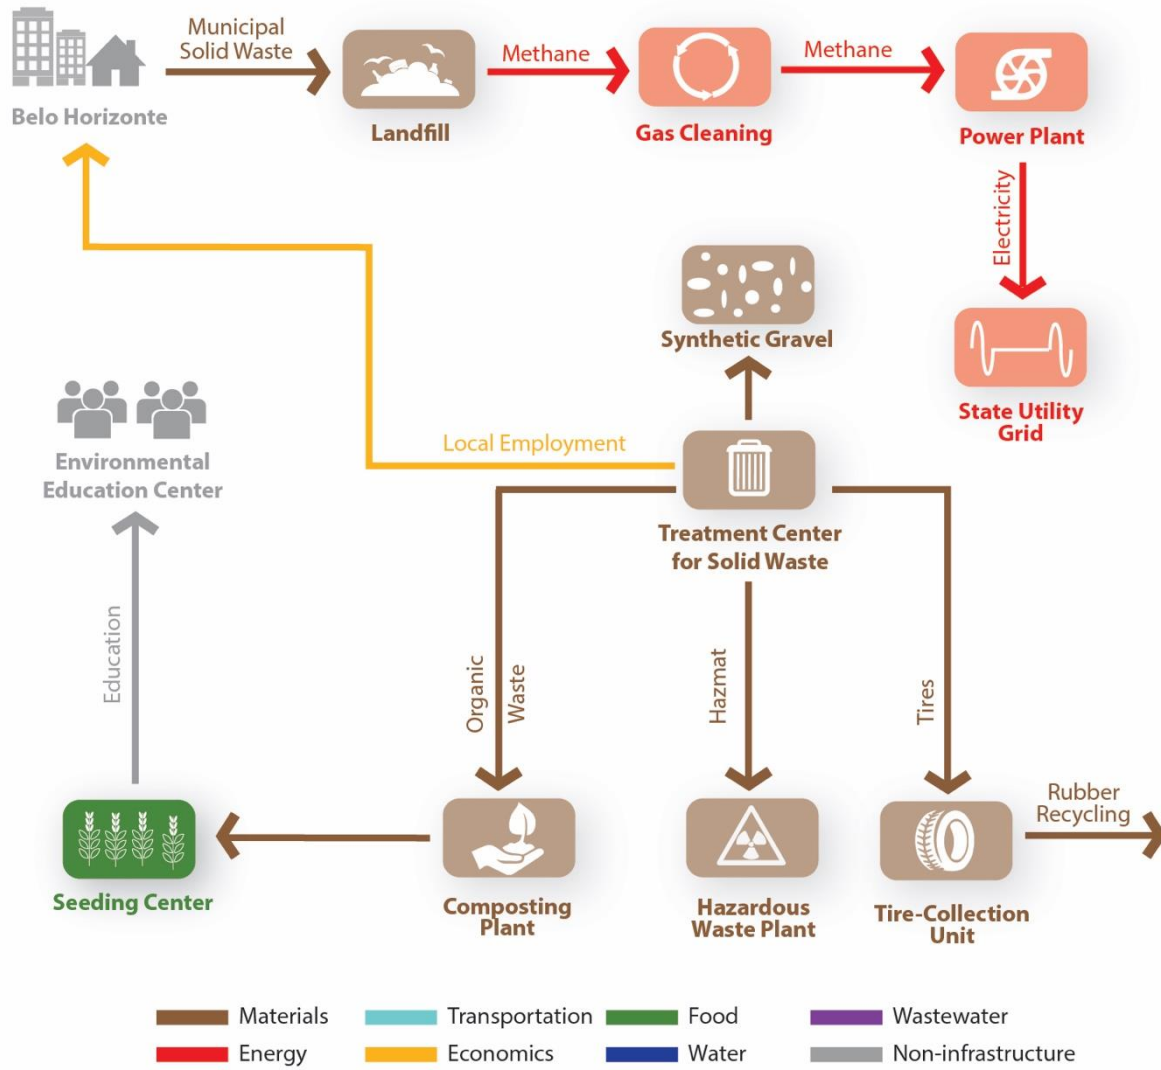 Municipal
Solid Waste
Belo Horizonte
Landfill
Methane
Gas Cleaning
Methane
Power Plant
Electricity
State Utility
Grid
Synthetic Gravel
Environmental
Education Center
Local Employment
Treatment Center
for Solid Waste
Education
Organic
Waste
Hazmat
Tires
Seeding Center
Composting
Plant
Hazardous
Waste Plant
Tire-Collection
Unit
Rubber
Recycling
Materials
Transportation
Food
Wastewater
Energy
Economics
Water
Non-infrastructure